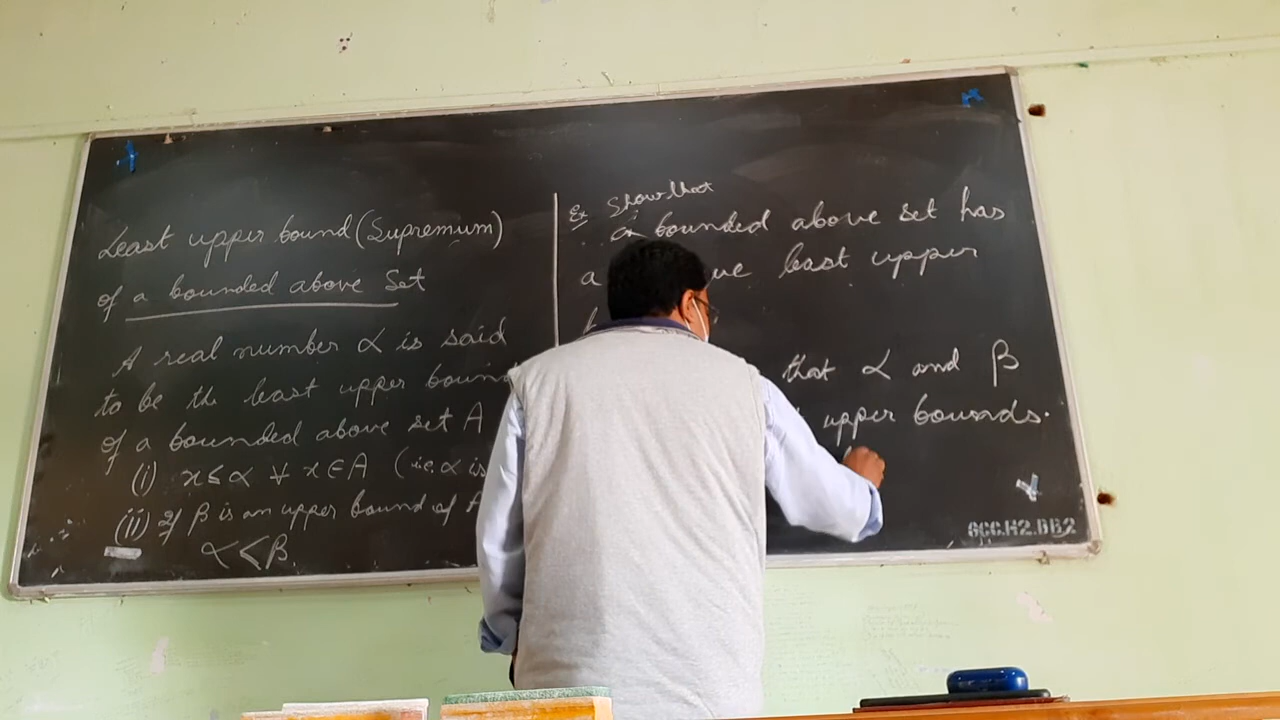 Least upper bound (Supremum)
of a bounded above Set
A real number α is said
to be the least upper boun
of a bounded above set A
(i) x ≤ α ∀ x ∈ A (i.e. α is
(ii) If β is an upper bound of A
α ≤ β
Ex Show that
a bounded above set has
a ue least upper
that α and β
upper bounds.
GCC.H2.BB2